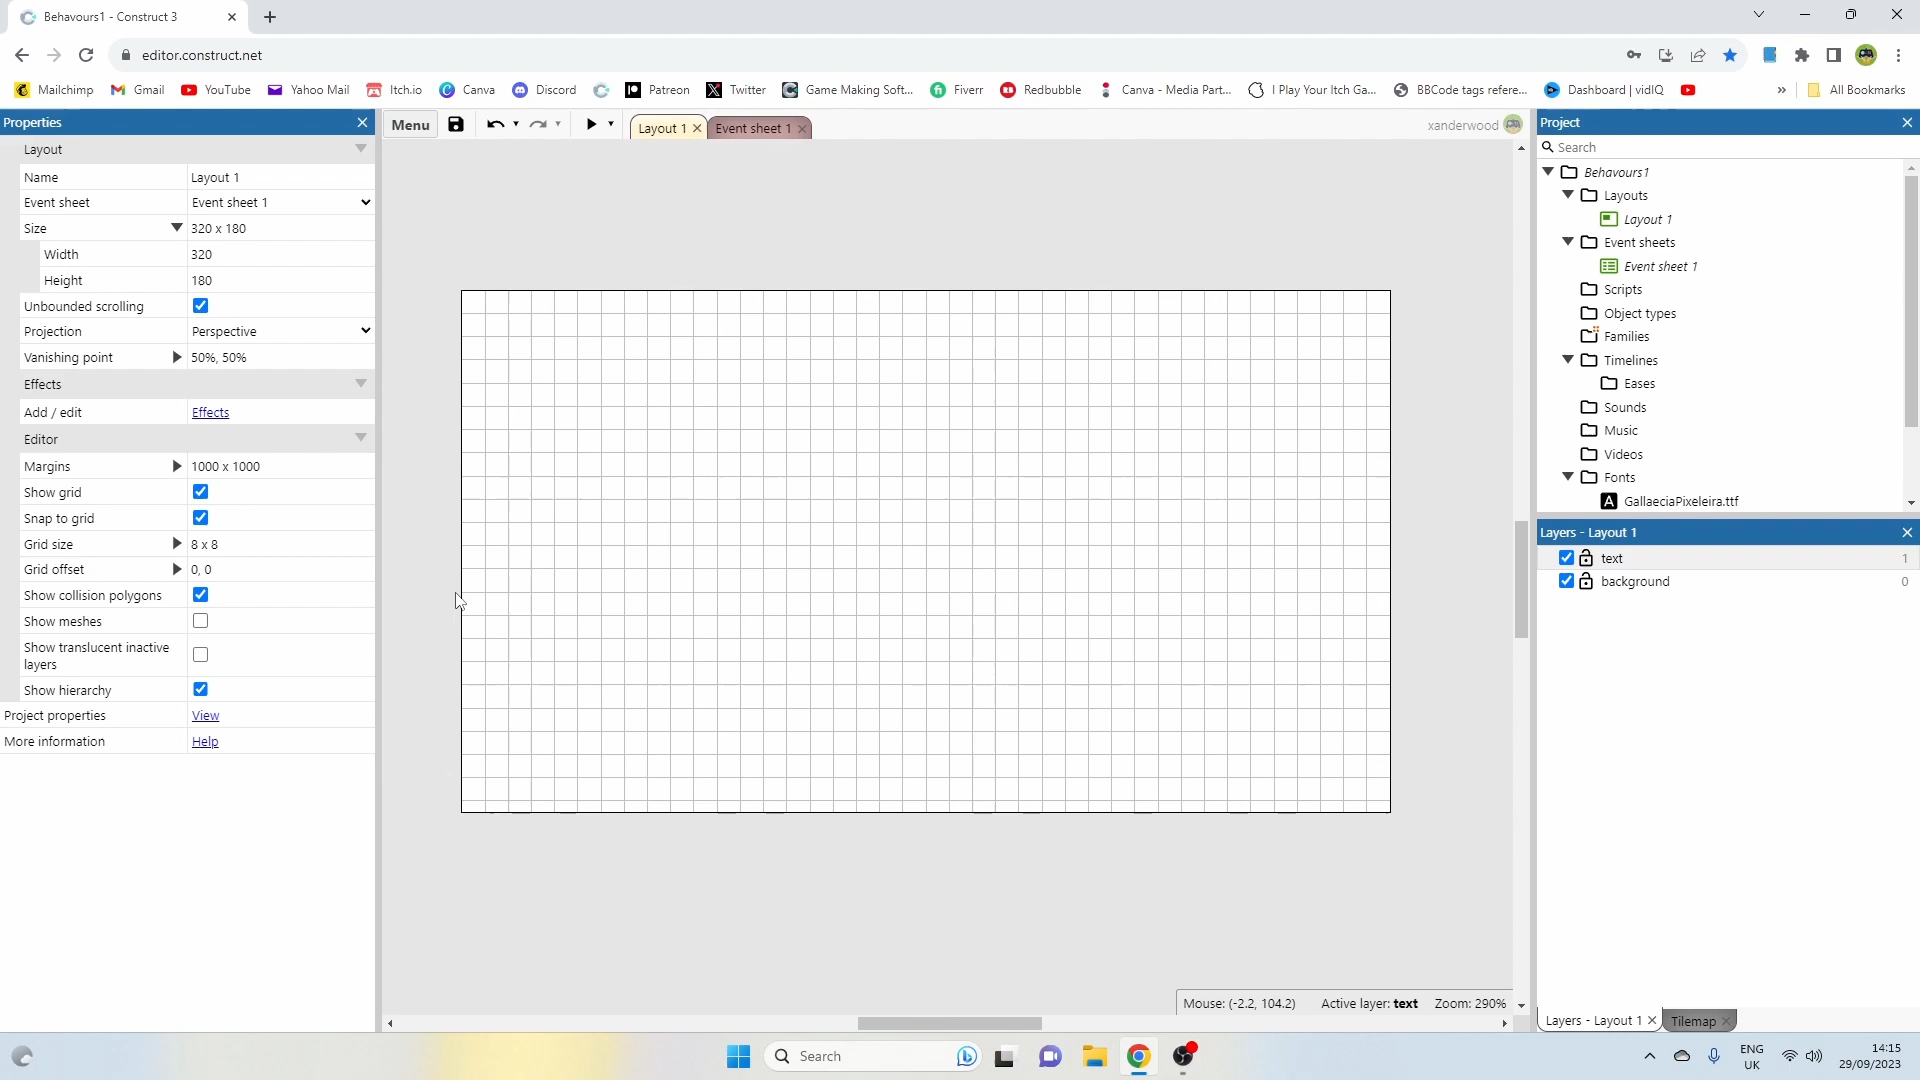 Behavours1 - Construct 3
editor.construct.net
Mailchimp Gmail YouTube Yahoo Mail Itch.io Canva Discord Patreon Twitter Game Making Soft... Fiverr Redbubble Canva - Media Part... I Play Your Itch Ga... BBCode tags refere... Dashboard | vidIQ » All Bookmarks
Properties
Menu
Layout 1
Event sheet 1
xanderwood
Project
Layout
Search
Name Layout 1
Behavours1
Event sheet Event sheet 1
Layouts
Size 320 x 180
Layout 1
Width 320
Event sheets
Height 180
Event sheet 1
Unbounded scrolling
Scripts
Projection Perspective
Object types
Vanishing point 50%, 50%
Families
Effects
Timelines
Add / edit Effects
Eases
Editor
Sounds
Margins 1000 x 1000
Music
Show grid
Videos
Snap to grid
Fonts
Grid size 8 x 8
GallaeciaPixeleira.ttf
Grid offset 0, 0
Layers - Layout 1
Show collision polygons
text 1
Show meshes
background 0
Show translucent inactive
layers
Show hierarchy
Project properties View
More information Help
Mouse: (-2.2, 104.2) Active layer: text Zoom: 290%
Layers - Layout 1
Tilemap
Search
ENG
UK
14:15
29/09/2023